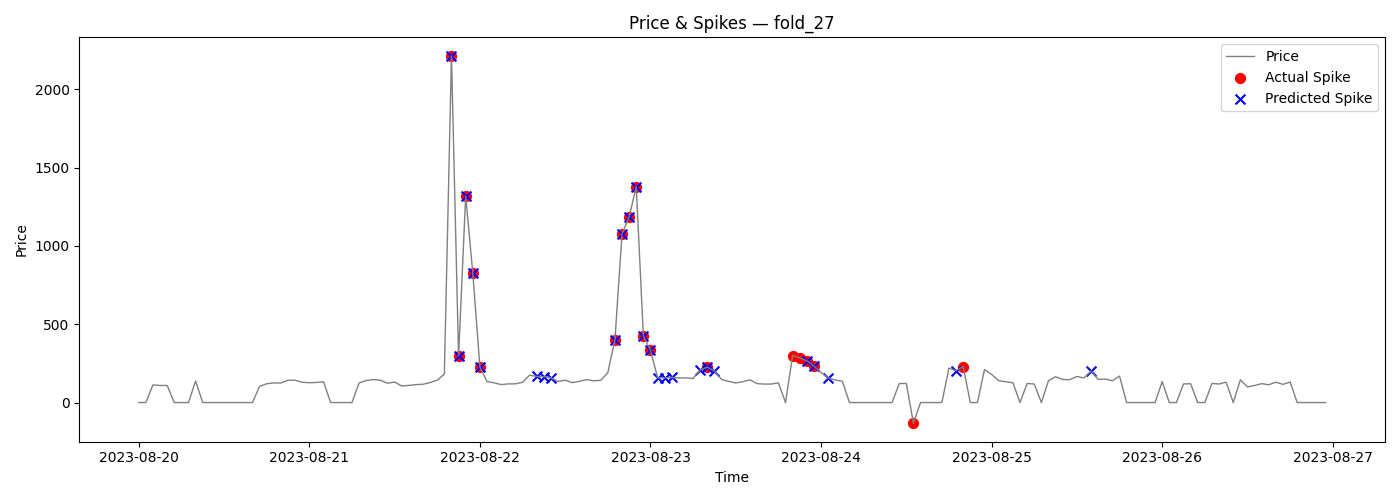 Price & Spikes — fold_27
Price
Actual Spike
Predicted Spike
2000
1500
1000
500
0
Price
2023-08-20
2023-08-21
2023-08-22
2023-08-23
2023-08-24
2023-08-25
2023-08-26
2023-08-27
Time